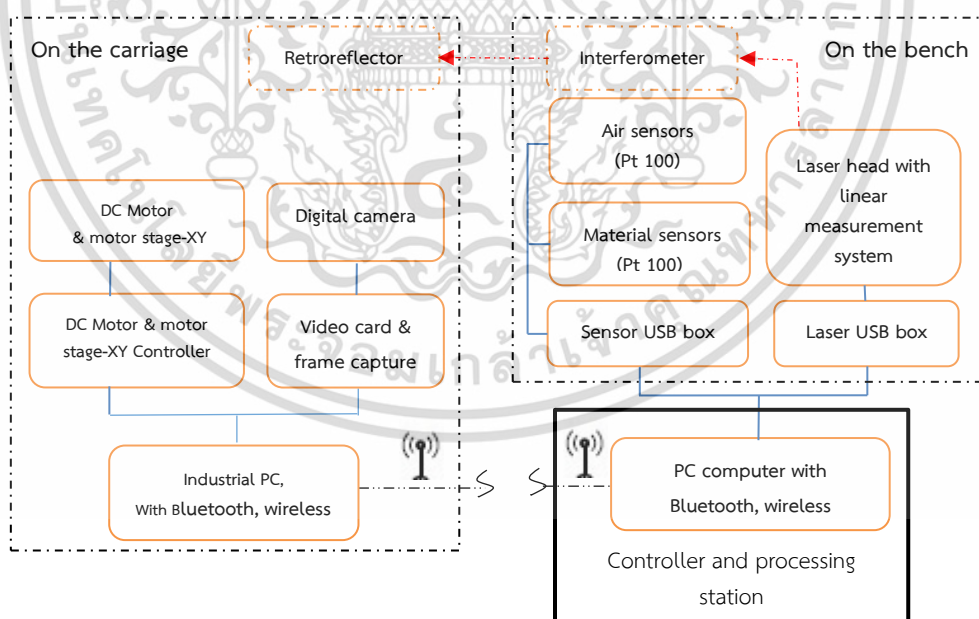 On the carriage
Retroreflector
DC Motor
& motor stage-XY
Digital camera
DC Motor & motor
stage-XY Controller
Video card &
frame capture
Industrial PC,
With Bluetooth, wireless
On the bench
Interferometer
Air sensors
(Pt 100)
Material sensors
(Pt 100)
Sensor USB box
Laser head with
linear
measurement
system
Laser USB box
PC computer with
Bluetooth, wireless
Controller and processing
station